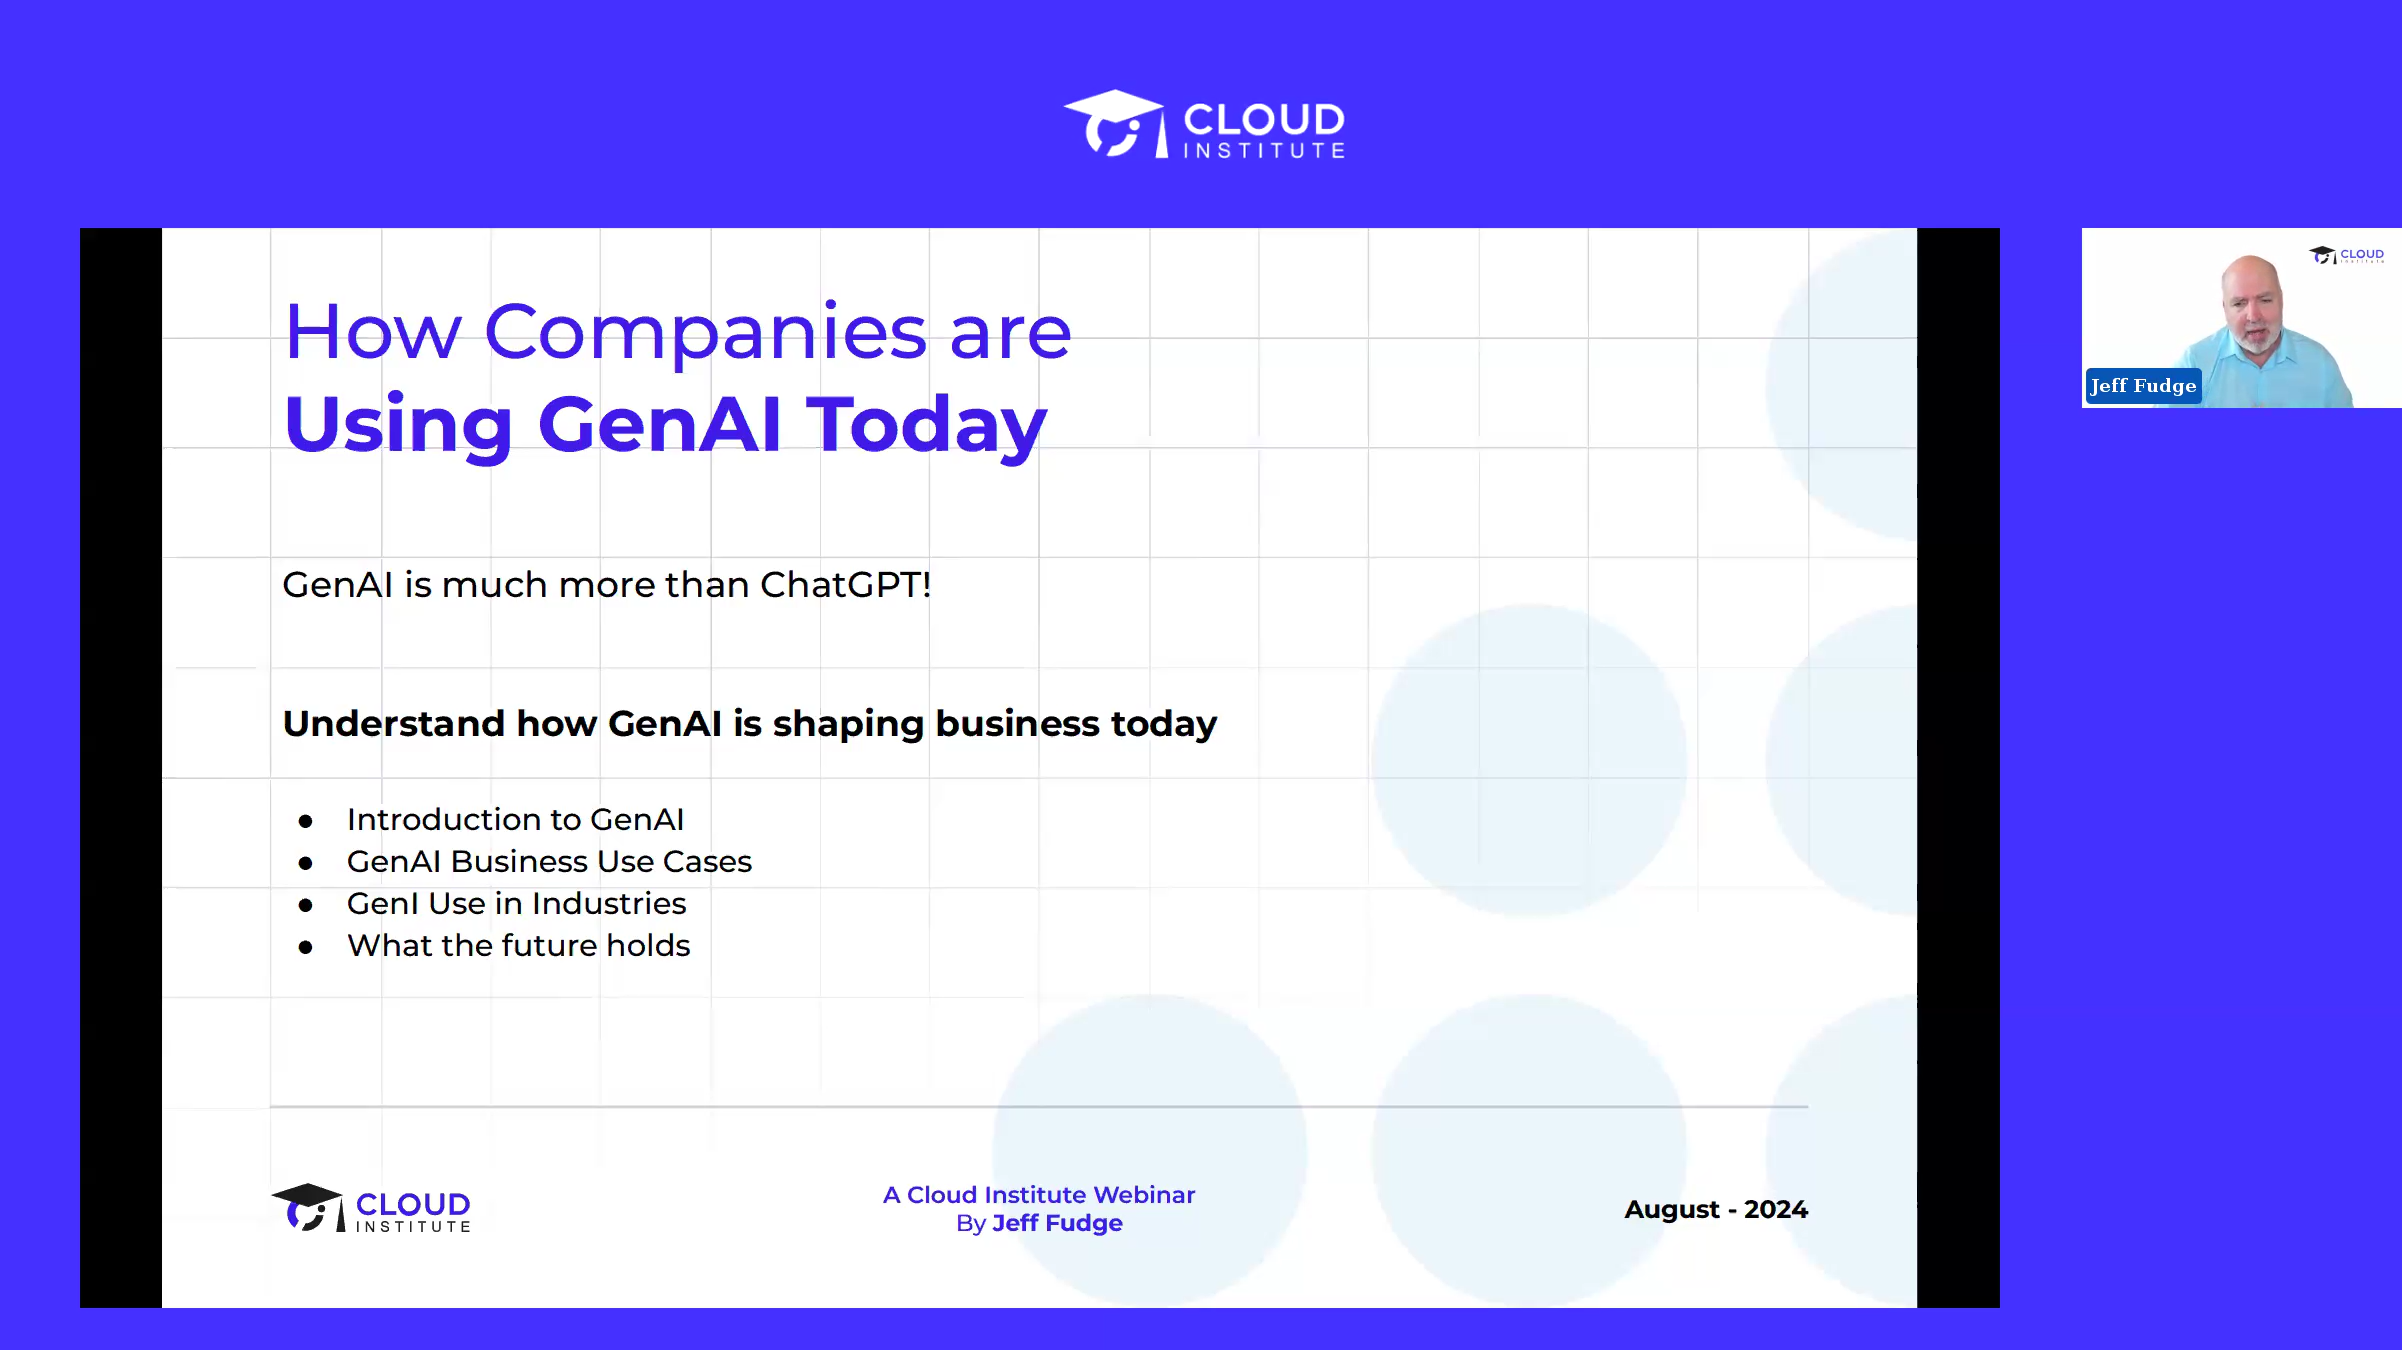 CLOUD
INSTITUTE
How Companies are
Using GenAI Today
GenAI is much more than ChatGPT!
Understand how GenAI is shaping business today
● Introduction to GenAI
● GenAI Business Use Cases
● GenI Use in Industries
● What the future holds
CLOUD
INSTITUTE
A Cloud Institute Webinar
By Jeff Fudge
August - 2024
CLOUD
Jeff Fudge